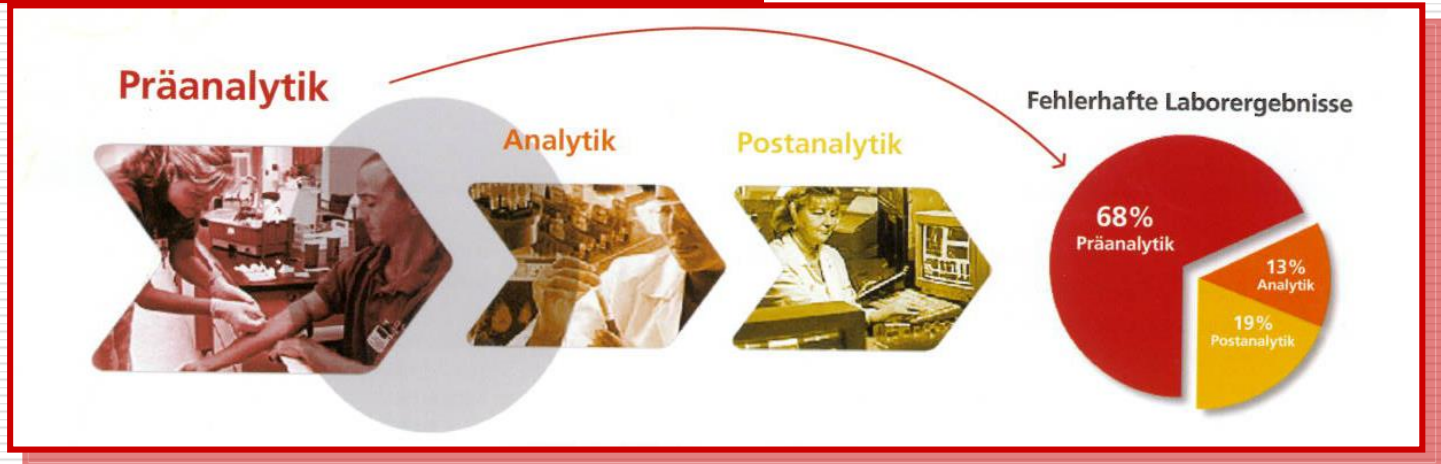 Präanalytik
Analytik
Postanalytik
Fehlerhafte Laborergebnisse
68%
Präanalytik
13%
Analytik
19%
Postanalytik